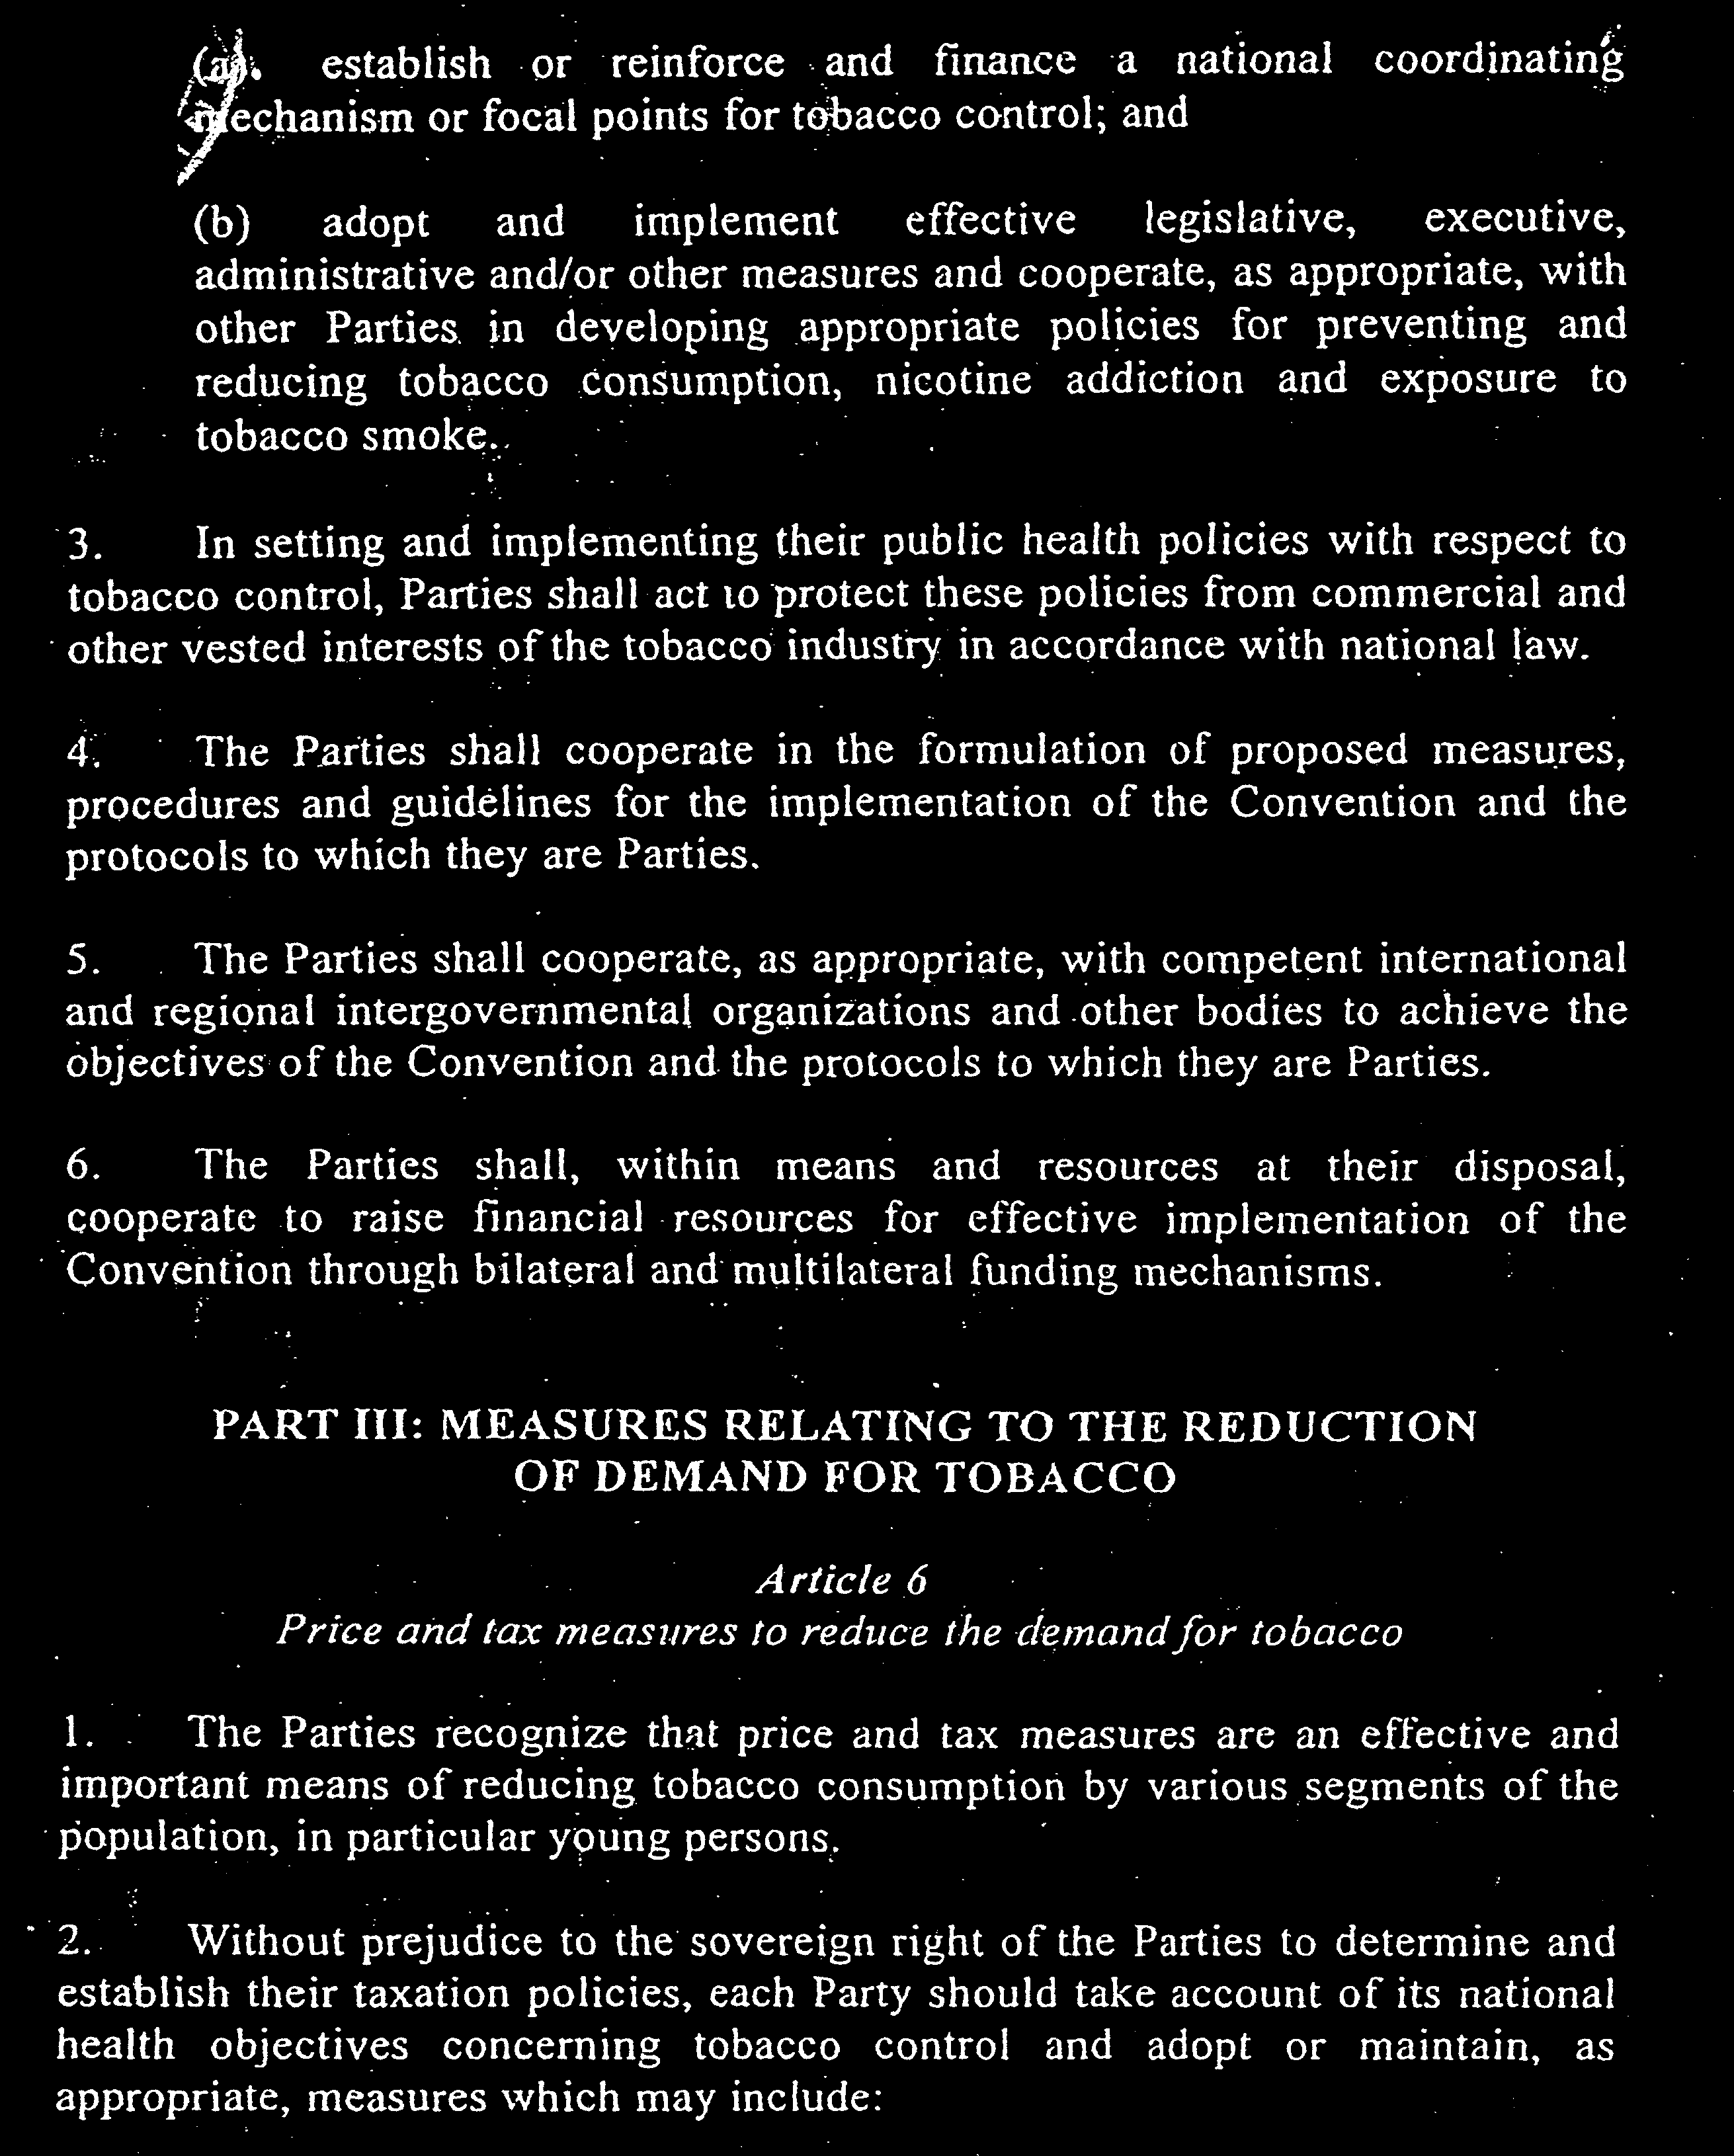 (a). establish or reinforce and finance a national coordinating
mechanism or focal points for tobacco control; and
(b) adopt and implement effective legislative, executive,
administrative and/or other measures and cooperate, as appropriate, with
other Parties in developing appropriate policies for preventing and
reducing tobacco consumption, nicotine addiction and exposure to
tobacco smoke.
3. In setting and implementing their public health policies with respect to
tobacco control, Parties shall act to protect these policies from commercial and
other vested interests of the tobacco industry in accordance with national law.
4. The Parties shall cooperate in the formulation of proposed measures,
procedures and guidelines for the implementation of the Convention and the
protocols to which they are Parties.
5. The Parties shall cooperate, as appropriate, with competent international
and regional intergovernmental organizations and other bodies to achieve the
objectives of the Convention and the protocols to which they are Parties.
6. The Parties shall, within means and resources at their disposal,
cooperate to raise financial resources for effective implementation of the
Convention through bilateral and multilateral funding mechanisms.
PART III: MEASURES RELATING TO THE REDUCTION
OF DEMAND FOR TOBACCO
Article 6
Price and tax measures to reduce the demand for tobacco
1. The Parties recognize that price and tax measures are an effective and
important means of reducing tobacco consumption by various segments of the
population, in particular young persons.
2. Without prejudice to the sovereign right of the Parties to determine and
establish their taxation policies, each Party should take account of its national
health objectives concerning tobacco control and adopt or maintain, as
appropriate, measures which may include: